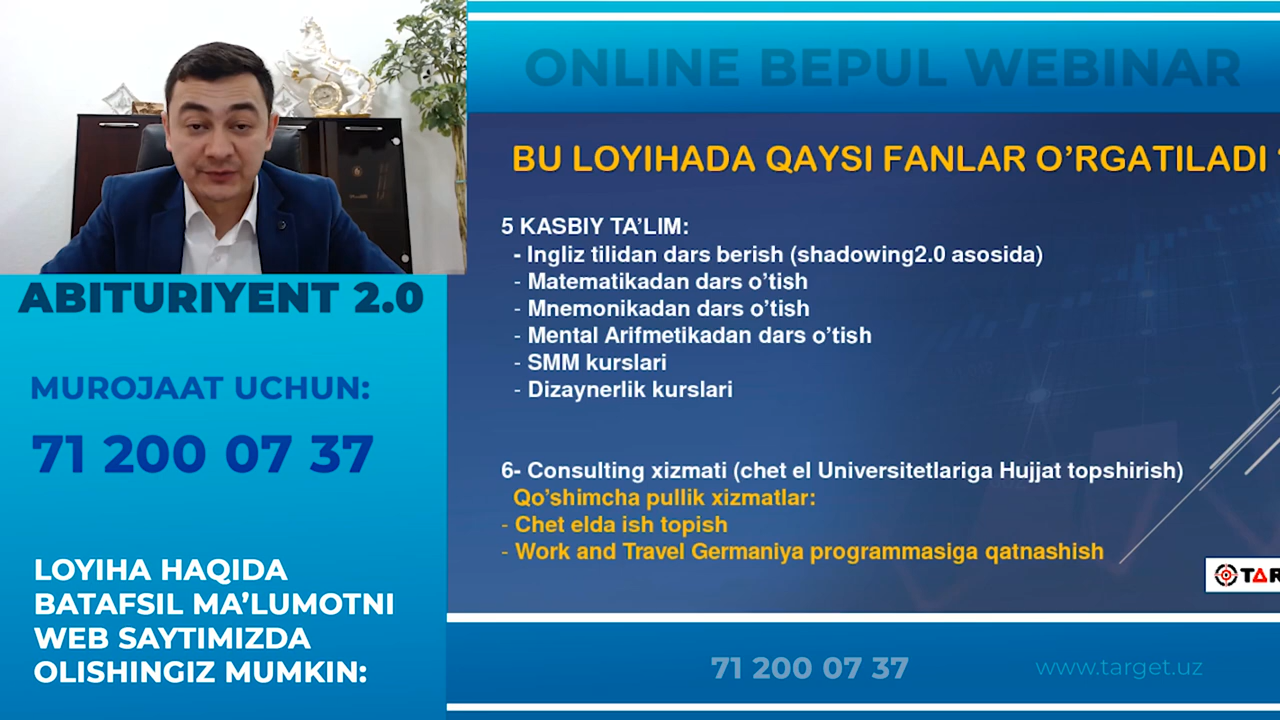 ONLINE BEPUL WEBINAR
BU LOYIHADA QAYSI FANLAR O’RGATILADI
5 KASBIY TA’LIM:
- Ingliz tilidan dars berish (shadowing2.0 asosida)
- Matematikadan dars o’tish
- Mnemonikadan dars o’tish
- Mental Arifmetikadan dars o’tish
- SMM kurslari
- Dizaynerlik kurslari
6- Consulting xizmati (chet el Universitetlariga Hujjat topshirish)
Qo’shimcha pullik xizmatlar:
- Chet elda ish topish
- Work and Travel Germaniya programmasiga qatnashish
71 200 07 37
www.target.uz
ABITURIYENT 2.0
MUROJAAT UCHUN:
71 200 07 37
LOYIHA HAQIDA
BATAFSIL MA’LUMOTNI
WEB SAYTIMIZDA
OLISHINGIZ MUMKIN: